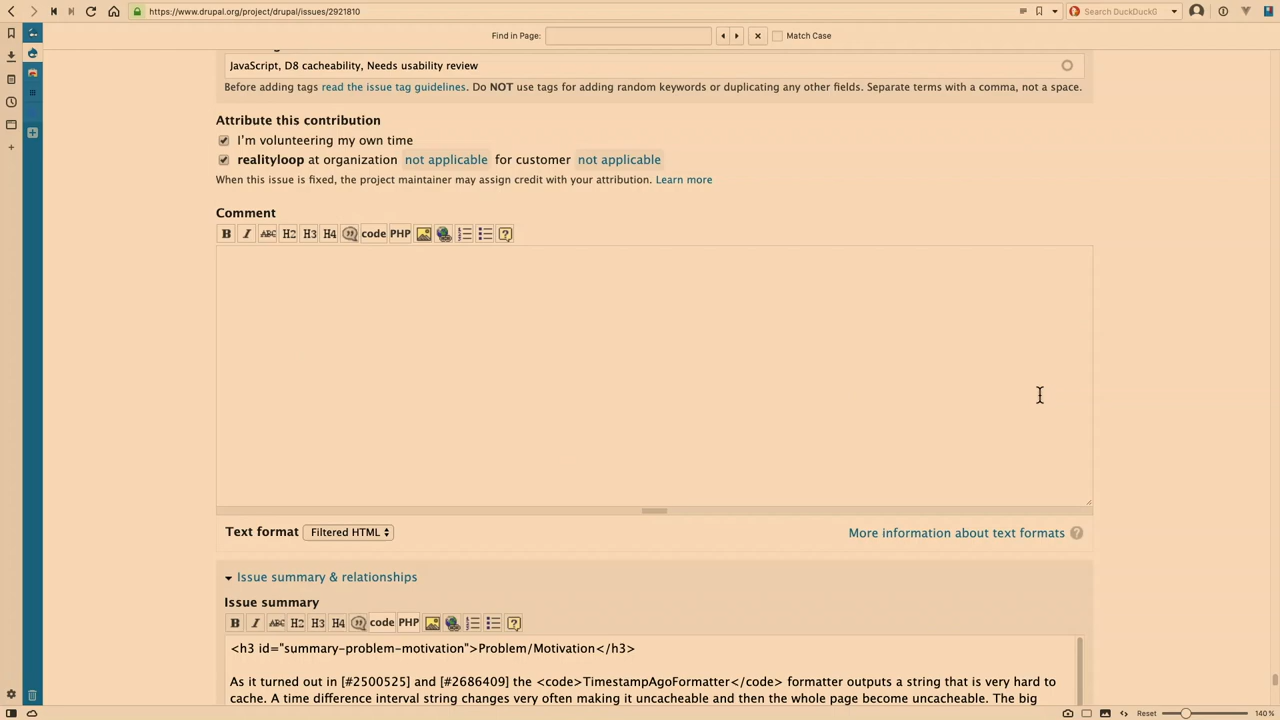 https://www.drupal.org/project/drupal/issues/2921810
Search DuckDuckG
Find in Page:
Match Case
JavaScript, D8 cacheability, Needs usability review
Before adding tags read the issue tag guidelines. Do NOT use tags for adding random keywords or duplicating any other fields. Separate terms with a comma, not a space.
Attribute this contribution
I'm volunteering my own time
realityloop at organization not applicable for customer not applicable
When this issue is fixed, the project maintainer may assign credit with your attribution. Learn more
Comment
B I ABC H2 H3 H4 code PHP
Text format Filtered HTML
More information about text formats ?
Issue summary & relationships
Issue summary
B I ABC H2 H3 H4 code PHP
<h3 id="summary-problem-motivation">Problem/Motivation</h3>
As it turned out in [#2500525] and [#2686409] the <code>TimestampAgoFormatter</code> formatter outputs a string that is very hard to
cache. A time difference interval string changes very often making it uncacheable and then the whole page become uncacheable. The big
Reset
140 %